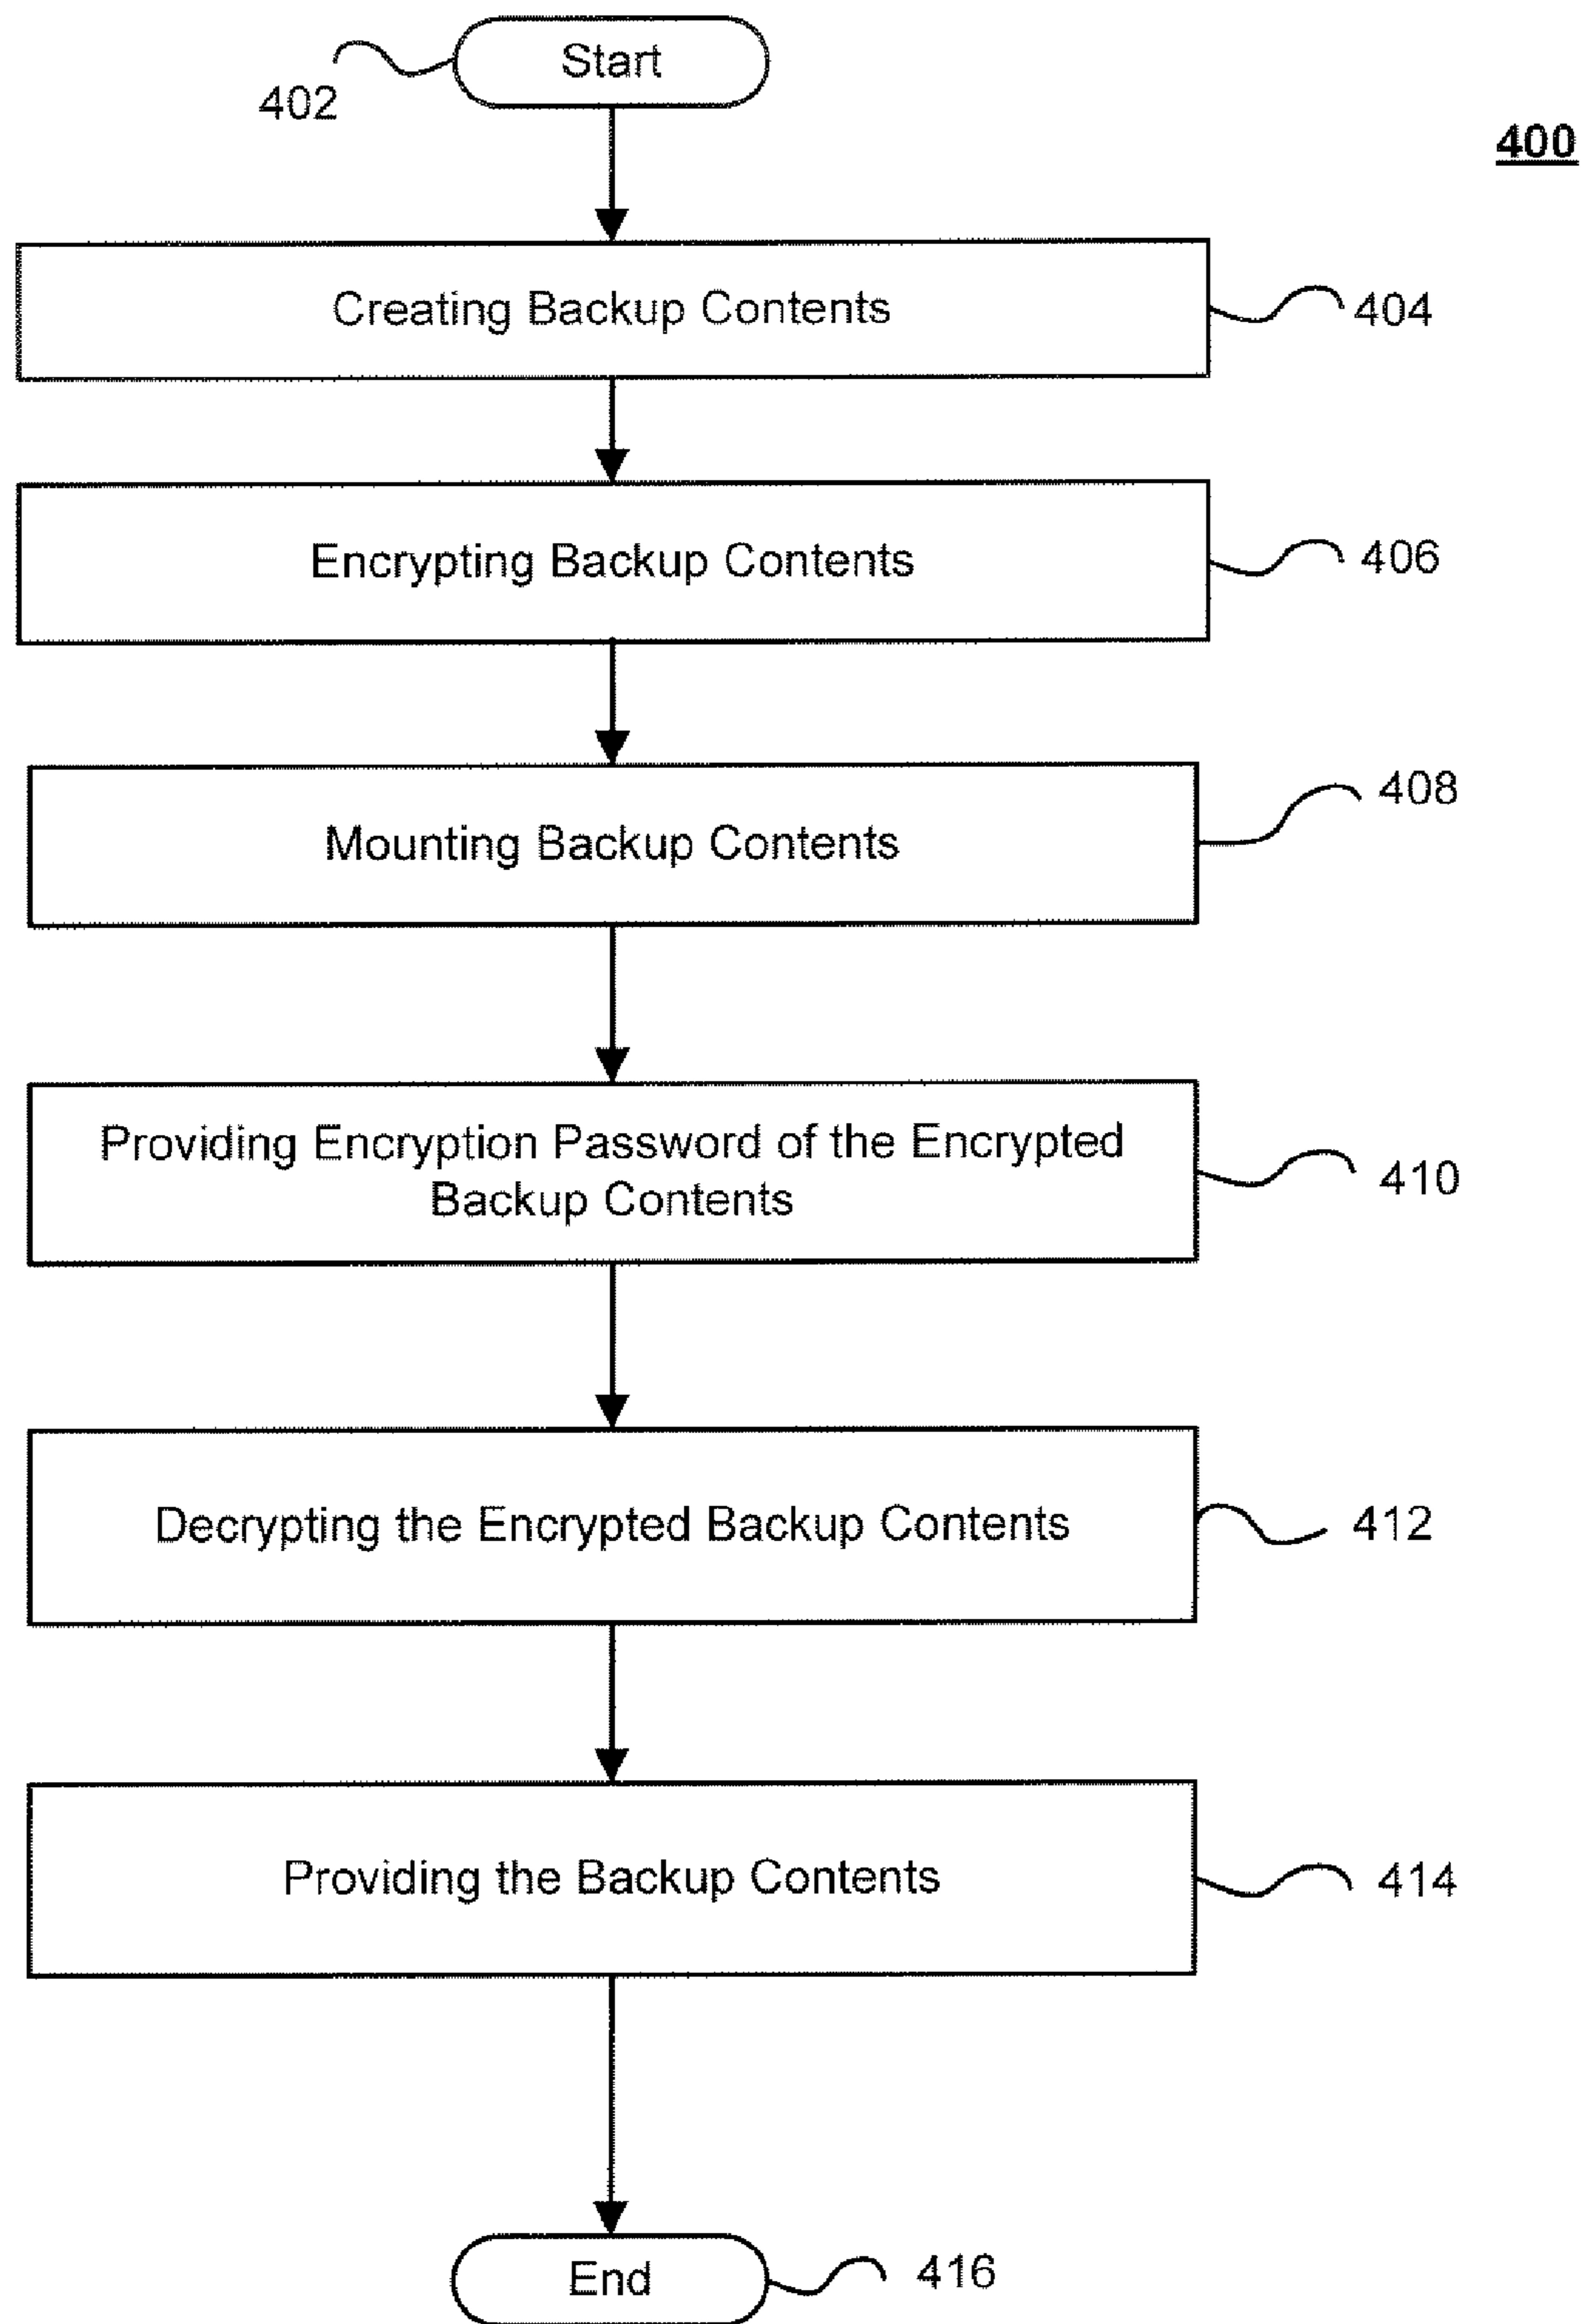 Start
402
400
Creating Backup Contents
404
Encrypting Backup Contents
406
Mounting Backup Contents
408
Providing Encryption Password of the Encrypted
Backup Contents
410
Decrypting the Encrypted Backup Contents
412
Providing the Backup Contents
414
End
416